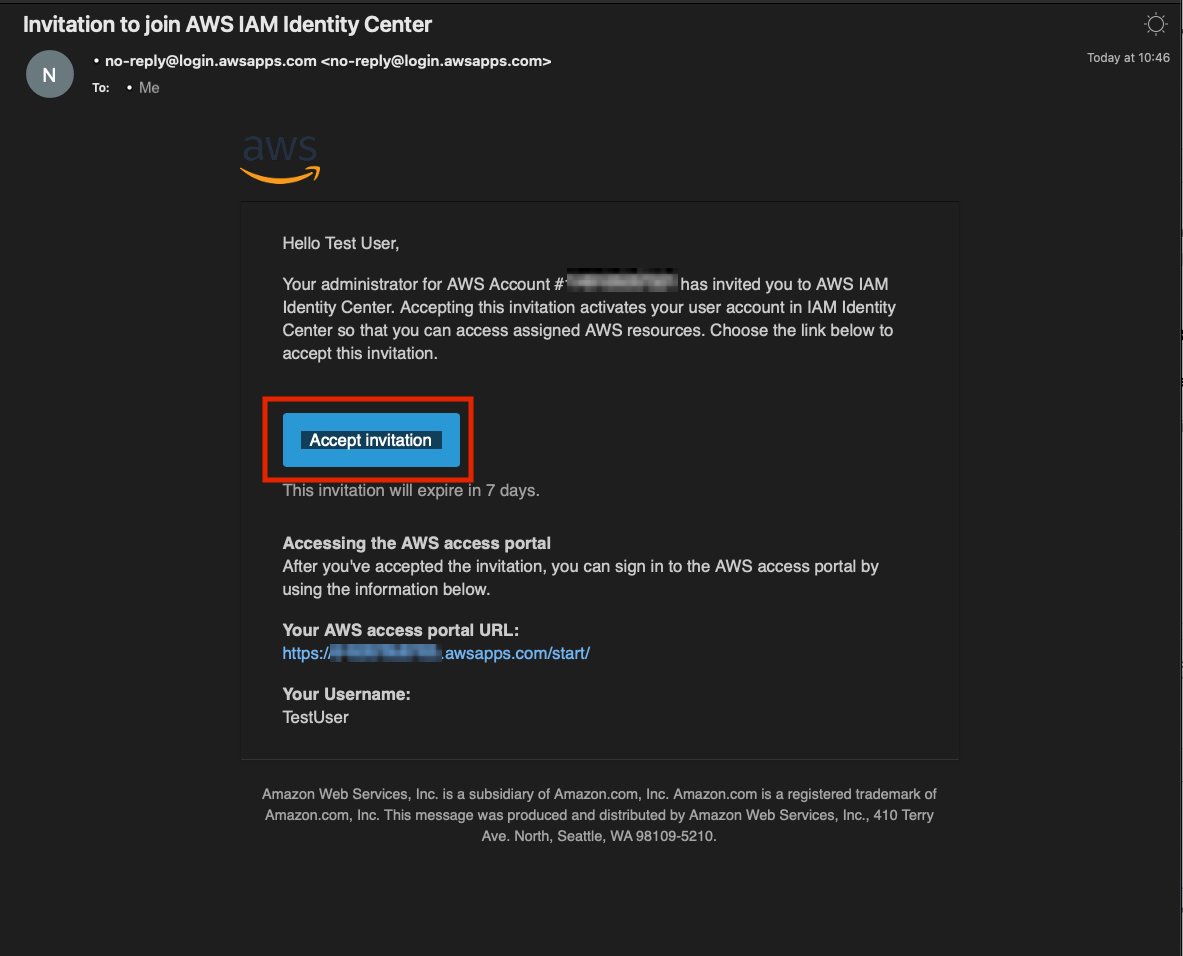 Invitation to join AWS IAM Identity Center
N
• no-reply@login.awsapps.com <no-reply@login.awsapps.com>
Today at 10:46
To: • Me
aws
Hello Test User,
Your administrator for AWS Account # has invited you to AWS IAM
Identity Center. Accepting this invitation activates your user account in IAM Identity
Center so that you can access assigned AWS resources. Choose the link below to
accept this invitation.
Accept invitation
This invitation will expire in 7 days.
Accessing the AWS access portal
After you've accepted the invitation, you can sign in to the AWS access portal by
using the information below.
Your AWS access portal URL:
https:// .awsapps.com/start/
Your Username:
TestUser
Amazon Web Services, Inc. is a subsidiary of Amazon.com, Inc. Amazon.com is a registered trademark of
Amazon.com, Inc. This message was produced and distributed by Amazon Web Services, Inc., 410 Terry
Ave. North, Seattle, WA 98109-5210.